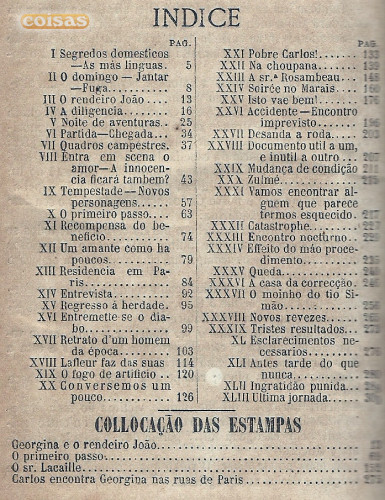 coisas
INDICE
PAG.
I Segredos domesticos
—As más linguas. 5
II O domingo — Jantar
—Fuga.......... 8
III O rendeiro João.... 13
IV A diligencia........ 16
V Noite de aventuras. 25
VI Partida—Chegada... 34
VII Quadros campestres. 37
VIII Entra em scena o
amor—A innocen-
cia ficará tambem? 43
IX Tempestade — Novos
personagens...... 57
X O primeiro passo.... 63
XI Recompensa do be-
neficio.......... 74
XII Um amante como ha
poucos.......... 79
XIII Residencia em Pa-
ris.............. 84
XIV Entrevista......... 92
XV Regresso á herdade. 95
XVI Entremette-se o dia-
bo.............. 99
XVII Retrato d'um homem
da época......... 103
XVIII Lafleur faz das suas 114
XIX O fogo de artificio.. 120
XX Conversemos um
pouco........... 126
PAG.
XXI Pobre Carlos!.......
XXII Na choupana....... 139
XXIII A sr.ª Rosambeau...
XXIV Soirée no Marais...
XXV Isto vae bem!......
XXVI Accidente—Encontro
imprevisto........ 196
XXVII Desanda a roda..... 203
XXVIII Documento util a um,
e inutil a outro...
XXIX Mudança de condição
XXX Zulmé.............
XXXI Vamos encontrar al-
guem que parece
termos esquecido.
XXXII Catastrophe........
XXXIII Encontro nocturno..
XXXIV Effeito do máo proce-
dimento..........
XXXV Queda.............
XXXVI A casa da correcção.
XXXVII O moinho do tio Si-
mão.............
XXXVIII Novos revezes......
XXXIX Tristes resultados...
XL Esclarecimentos ne-
cessarios.........
XLI Antes tarde do que
nunca...........
XLII Ingratidão punida...
XLIII Ultima jornada.....
COLLOCAÇÃO DAS ESTAMPAS
Georgina e o rendeiro João
O primeiro passo
O sr. Lacaille
Carlos encontra Georgina nas ruas de Paris